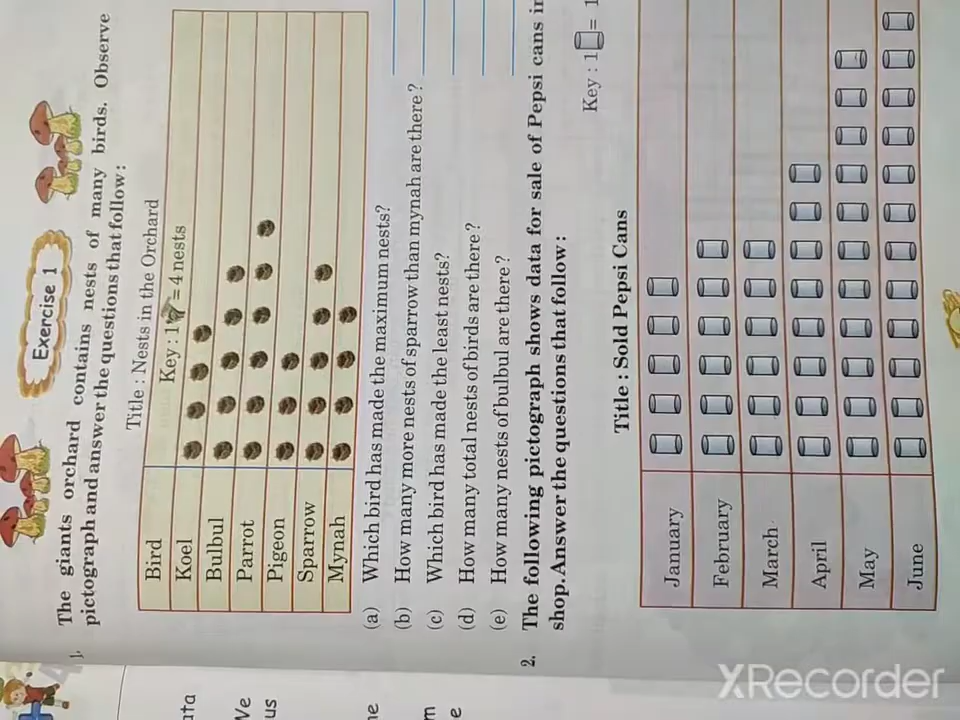 Exercise 1
1. The giants orchard contains nests of many birds. Observe
pictograph and answer the questions that follow :
Title : Nests in the Orchard
Key : 1 = 4 nests
Bird
Koel
Bulbul
Parrot
Pigeon
Sparrow
Mynah
(a) Which bird has made the maximum nests?
(b) How many more nests of sparrow than mynah are there ?
(c) Which bird has made the least nests?
(d) How many total nests of birds are there ?
(e) How many nests of bulbul are there ?
2. The following pictograph shows data for sale of Pepsi cans in
shop. Answer the questions that follow :
Key : 1 = 1
Title : Sold Pepsi Cans
January
February
March
April
May
June
ata
We
us
ne
m
e
XRecorder